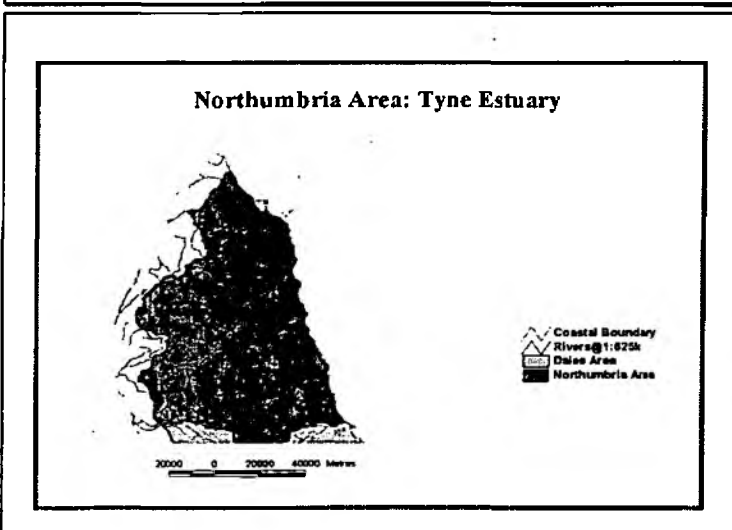 Northumbria Area: Tyne Estuary
Coastal Boundary
Rivers@1:625k
Dales Area
Northumbria Area
20000 0 20000 40000 Metres